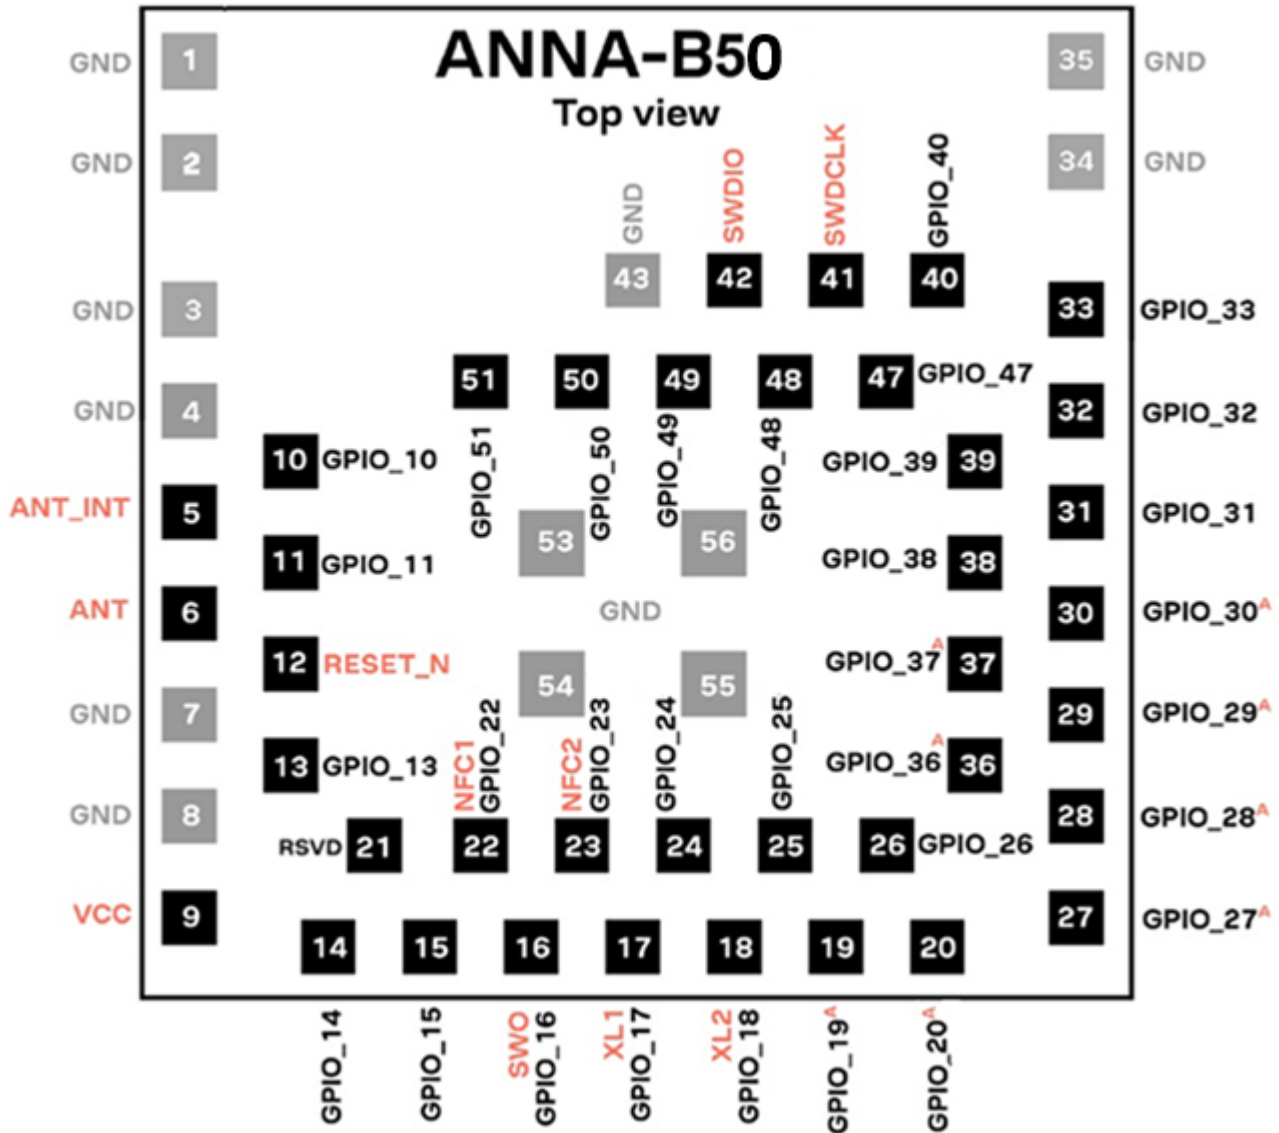 ANNA-B50
Top view
GND 1
35 GND
GND 2
34 GND
GND 43
SWDIO 42
SWDCLK 41
GPIO_40 40
GND 3
33 GPIO_33
51 GPIO_51
50 GPIO_50
49 GPIO_49
48 GPIO_48
47 GPIO_47
GND 4
32 GPIO_32
10 GPIO_10
GPIO_39 39
ANT_INT 5
31 GPIO_31
53
56
11 GPIO_11
GPIO_38 38
ANT 6
GND
30 GPIO_30A
12 RESET_N
GPIO_37A 37
54
55
GND 7
29 GPIO_29A
13 GPIO_13
GPIO_36A 36
GND 8
28 GPIO_28A
RSVD 21
NFC1 GPIO_22 22
NFC2 GPIO_23 23
GPIO_24 24
GPIO_25 25
26 GPIO_26
VCC 9
27 GPIO_27A
14 GPIO_14
15 GPIO_15
16 SWO GPIO_16
17 XL1 GPIO_17
18 XL2 GPIO_18
19 GPIO_19A
20 GPIO_20A